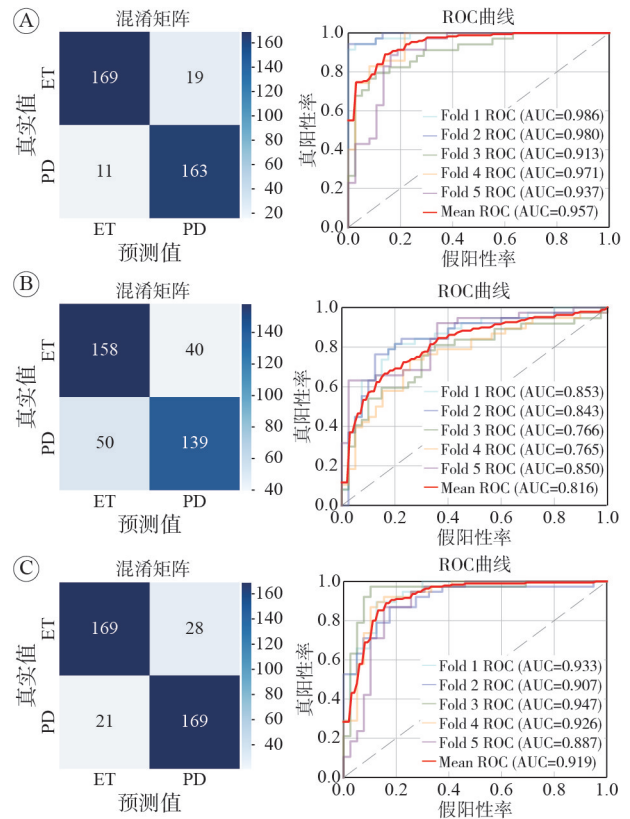 A
混淆矩阵
ROC曲线
真实值
ET
PD
169
19
11
163
ET
PD
预测值
160
140
120
100
80
60
40
20
真阳性率
1.0
0.8
0.6
0.4
0.2
0.0
Fold 1 ROC (AUC=0.986)
Fold 2 ROC (AUC=0.980)
Fold 3 ROC (AUC=0.913)
Fold 4 ROC (AUC=0.971)
Fold 5 ROC (AUC=0.937)
Mean ROC (AUC=0.957)
0.0 0.2 0.4 0.6 0.8 1.0
假阳性率
B
混淆矩阵
ROC曲线
真实值
ET
PD
158
40
50
139
ET
PD
预测值
140
120
100
80
60
40
真阳性率
1.0
0.8
0.6
0.4
0.2
0.0
Fold 1 ROC (AUC=0.853)
Fold 2 ROC (AUC=0.843)
Fold 3 ROC (AUC=0.766)
Fold 4 ROC (AUC=0.765)
Fold 5 ROC (AUC=0.850)
Mean ROC (AUC=0.816)
0.0 0.2 0.4 0.6 0.8 1.0
假阳性率
C
混淆矩阵
ROC曲线
真实值
ET
PD
169
28
21
169
ET
PD
预测值
160
140
120
100
80
60
40
真阳性率
1.0
0.8
0.6
0.4
0.2
0.0
Fold 1 ROC (AUC=0.933)
Fold 2 ROC (AUC=0.907)
Fold 3 ROC (AUC=0.947)
Fold 4 ROC (AUC=0.926)
Fold 5 ROC (AUC=0.887)
Mean ROC (AUC=0.919)
0.0 0.2 0.4 0.6 0.8 1.0
假阳性率